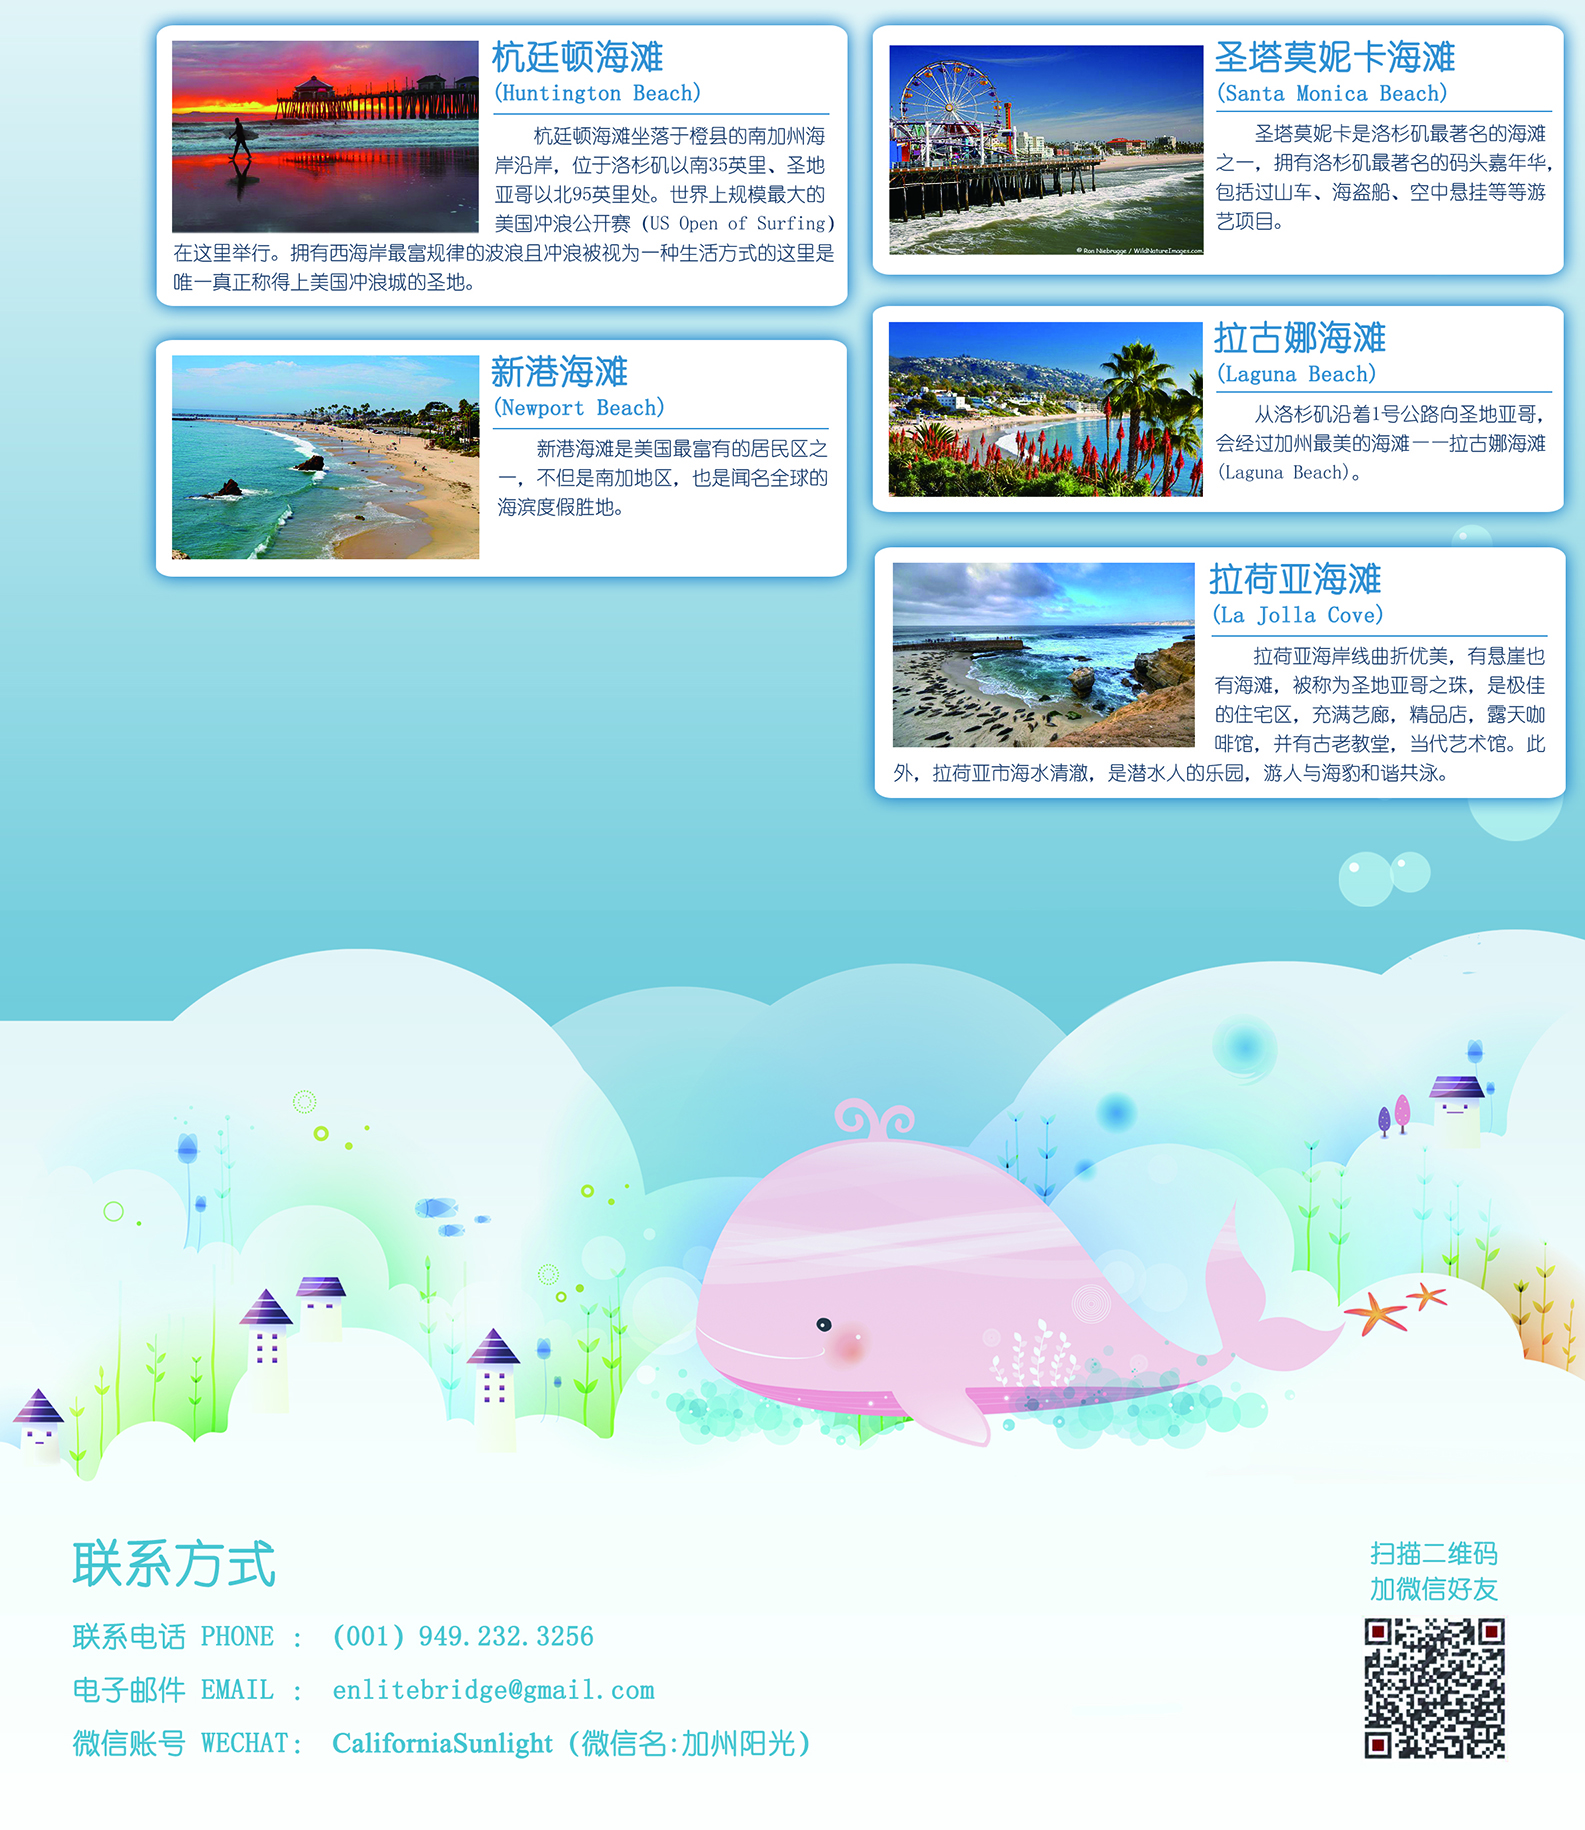 杭廷顿海滩
(Huntington Beach)
杭廷顿海滩坐落于橙县的南加州海
岸沿岸，位于洛杉矶以南35英里、圣地
亚哥以北95英里处。世界上规模最大的
美国冲浪公开赛（US Open of Surfing）
在这里举行。拥有西海岸最富规律的波浪且冲浪被视为一种生活方式的这里是
唯一真正称得上美国冲浪城的圣地。
新港海滩
(Newport Beach)
新港海滩是美国最富有的居民区之
一，不但是南加地区，也是闻名全球的
海滨度假胜地。
圣塔莫妮卡海滩
(Santa Monica Beach)
圣塔莫妮卡是洛杉矶最著名的海滩
之一，拥有洛杉矶最著名的码头嘉年华，
包括过山车、海盗船、空中悬挂等等游
艺项目。
© Ron Niebrugge / WildNatureImages.com
拉古娜海滩
(Laguna Beach)
从洛杉矶沿着1号公路向圣地亚哥，
会经过加州最美的海滩——拉古娜海滩
(Laguna Beach)。
拉荷亚海滩
(La Jolla Cove)
拉荷亚海岸线曲折优美，有悬崖也
有海滩，被称为圣地亚哥之珠，是极佳
的住宅区，充满艺廊，精品店，露天咖
啡馆，并有古老教堂，当代艺术馆。此
外，拉荷亚市海水清澈，是潜水人的乐园，游人与海豹和谐共泳。
联系方式
联系电话 PHONE ： (001) 949.232.3256
电子邮件 EMAIL ： enlitebridge@gmail.com
微信账号 WECHAT： CaliforniaSunlight (微信名:加州阳光)
扫描二维码
加微信好友